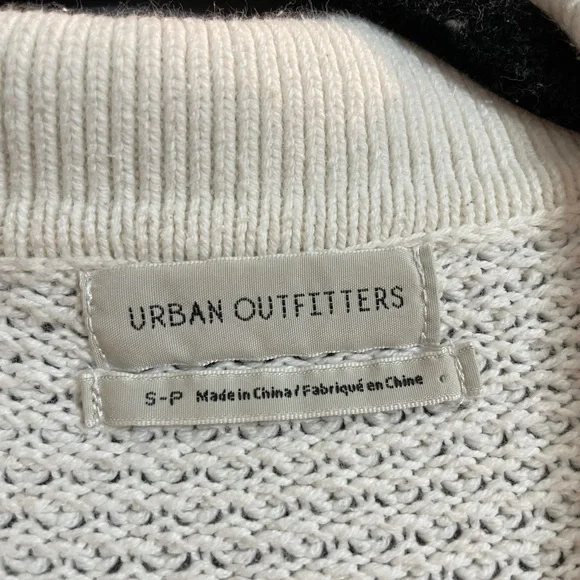 URBAN OUTFITTERS
S-P Made in China/Fabriqué en Chine